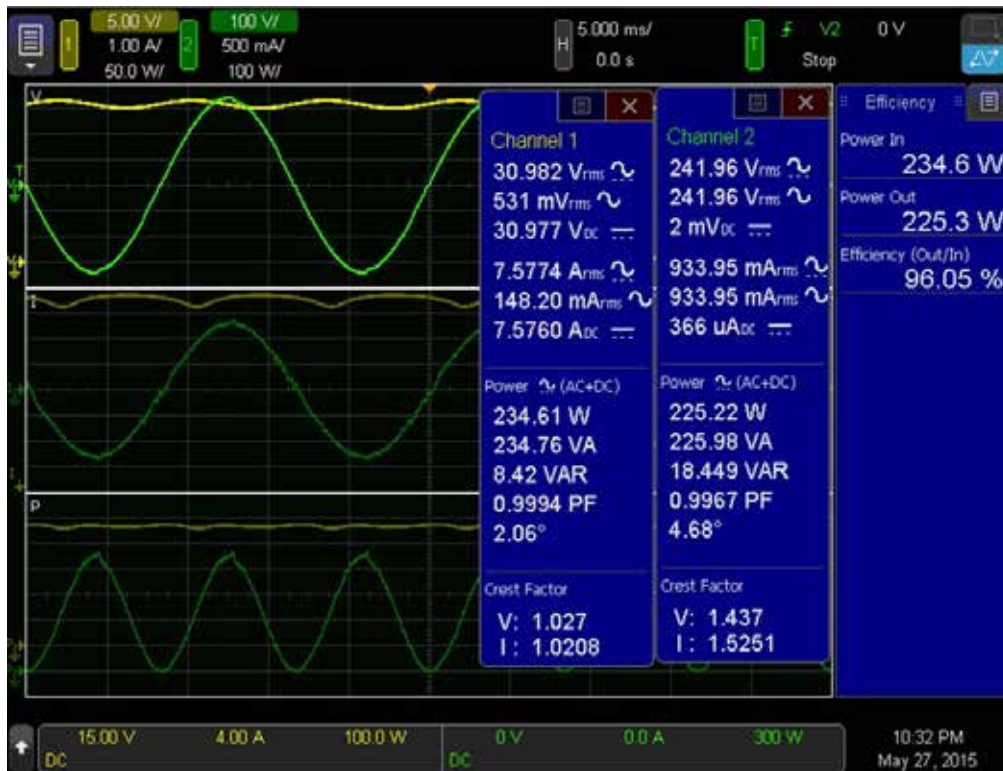 1
5.00 V/
1.00 A/
50.0 W/
2
100 V/
500 mA/
100 W/
H
5.000 ms/
0.0 s
T
V2
0 V
Stop
V
I
P
T
Channel 1
30.982 Vrms
531 mVrms
30.977 VDC
7.5774 Arms
148.20 mArms
7.5760 ADC
Power (AC+DC)
234.61 W
234.76 VA
8.42 VAR
0.9994 PF
2.06°
Crest Factor
V: 1.027
I: 1.0208
Channel 2
241.96 Vrms
241.96 Vrms
2 mVDC
933.95 mArms
933.95 mArms
366 uADC
Power (AC+DC)
225.22 W
225.98 VA
18.449 VAR
0.9967 PF
4.68°
Crest Factor
V: 1.437
I: 1.5251
Efficiency
Power In
234.6 W
Power Out
225.3 W
Efficiency (Out/In)
96.05 %
15.00 V 4.00 A 100.0 W
DC
0 V 0.0 A 300 W
DC
10:32 PM
May 27, 2015